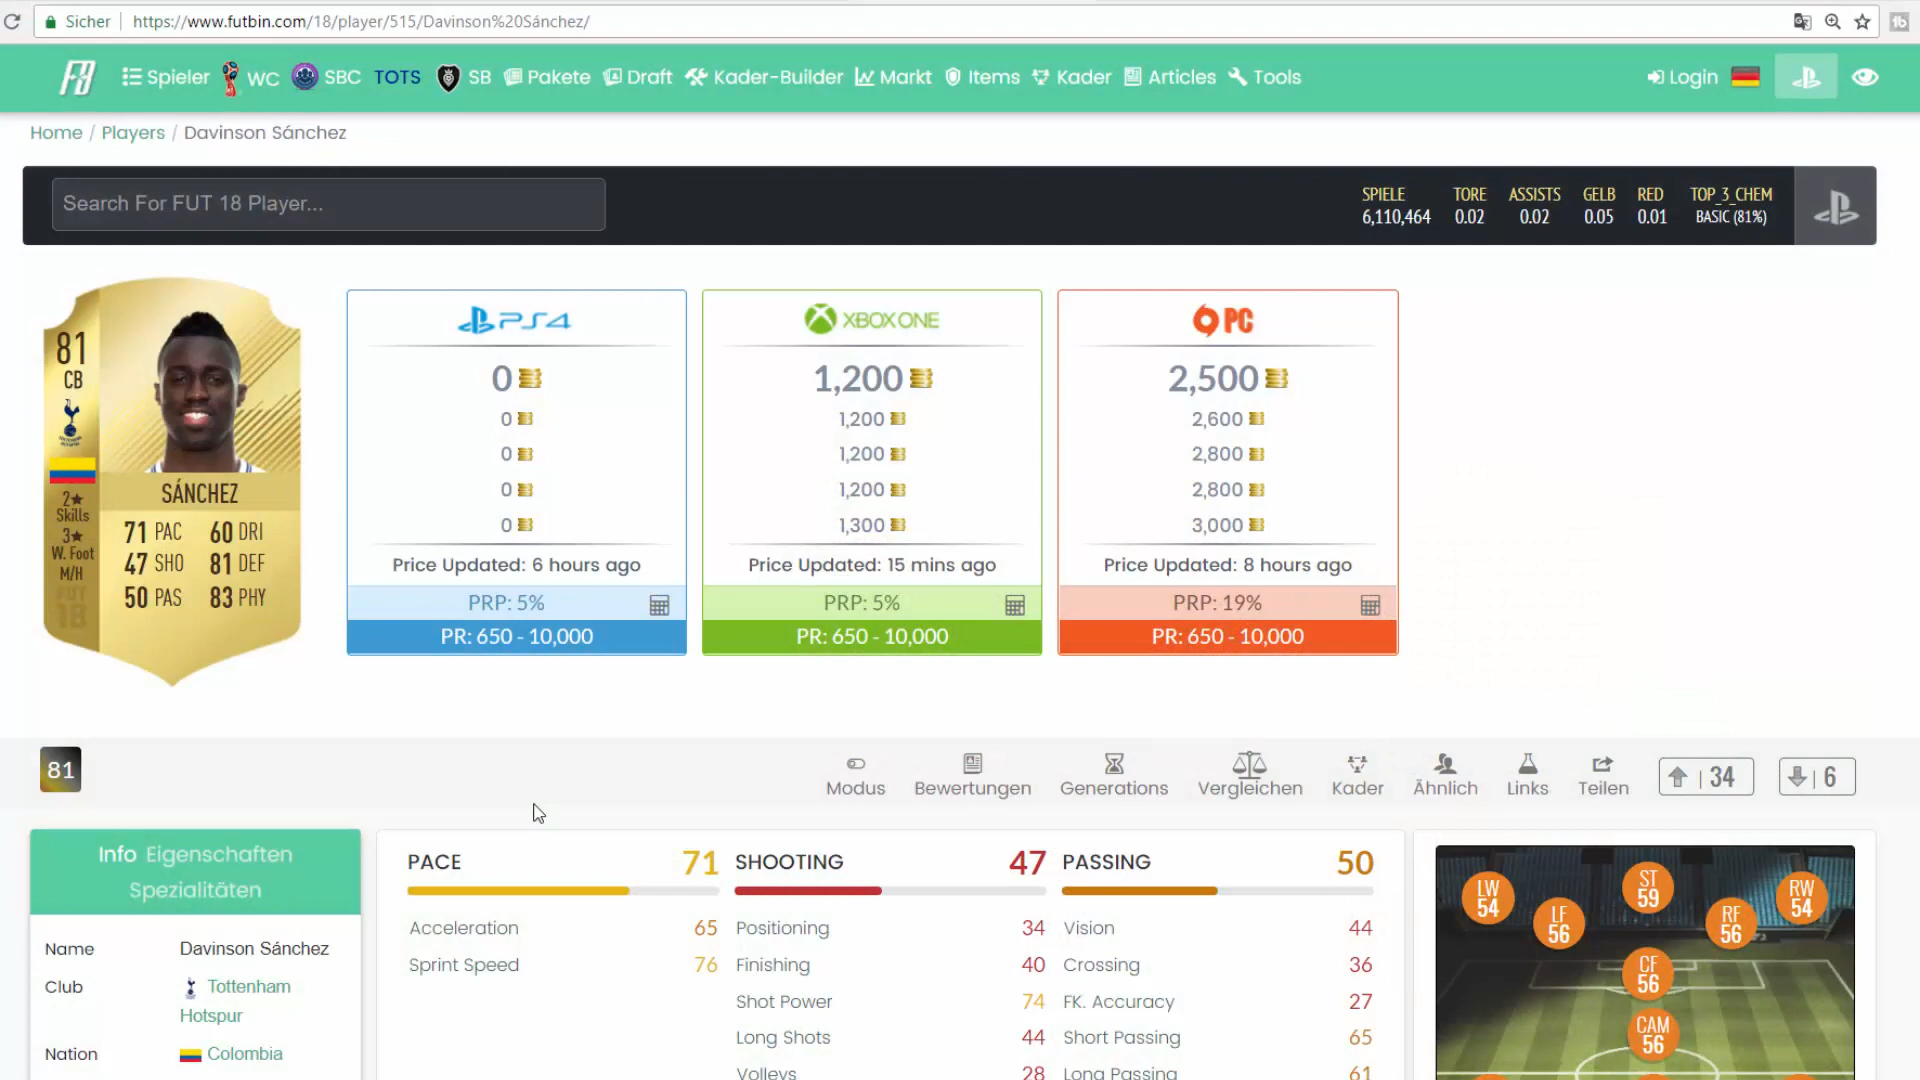 Sicher https://www.futbin.com/18/player/515/Davinson%20Sánchez/
Spieler WC SBC TOTS SB Pakete Draft Kader-Builder Markt Items Kader Articles Tools Login
Home / Players / Davinson Sánchez
Search For FUT 18 Player...
SPIELE TORE ASSISTS GELB RED TOP_3_CHEM
6,110,464 0.02 0.02 0.05 0.01 BASIC (81%)
81
CB
2★
Skills
3★
W. Foot
M/H
FUT
18
SÁNCHEZ
71 PAC 60 DRI
47 SHO 81 DEF
50 PAS 83 PHY
PS4
0
0
0
0
0
Price Updated: 6 hours ago
PRP: 5%
PR: 650 - 10,000
XBOX ONE
1,200
1,200
1,200
1,200
1,300
Price Updated: 15 mins ago
PRP: 5%
PR: 650 - 10,000
PC
2,500
2,600
2,800
2,800
3,000
Price Updated: 8 hours ago
PRP: 19%
PR: 650 - 10,000
81
Modus Bewertungen Generations Vergleichen Kader Ähnlich Links Teilen | 34 | 6
Info Eigenschaften
Spezialitäten
Name Davinson Sánchez
Club Tottenham
Hotspur
Nation Colombia
PACE 71
Acceleration 65
Sprint Speed 76
SHOOTING 47
Positioning 34
Finishing 40
Shot Power 74
Long Shots 44
Volleys 28
PASSING 50
Vision 44
Crossing 36
FK. Accuracy 27
Short Passing 65
Long Passing 61
LW
54
LF
56
ST
59
RF
56
RW
54
CF
56
CAM
56